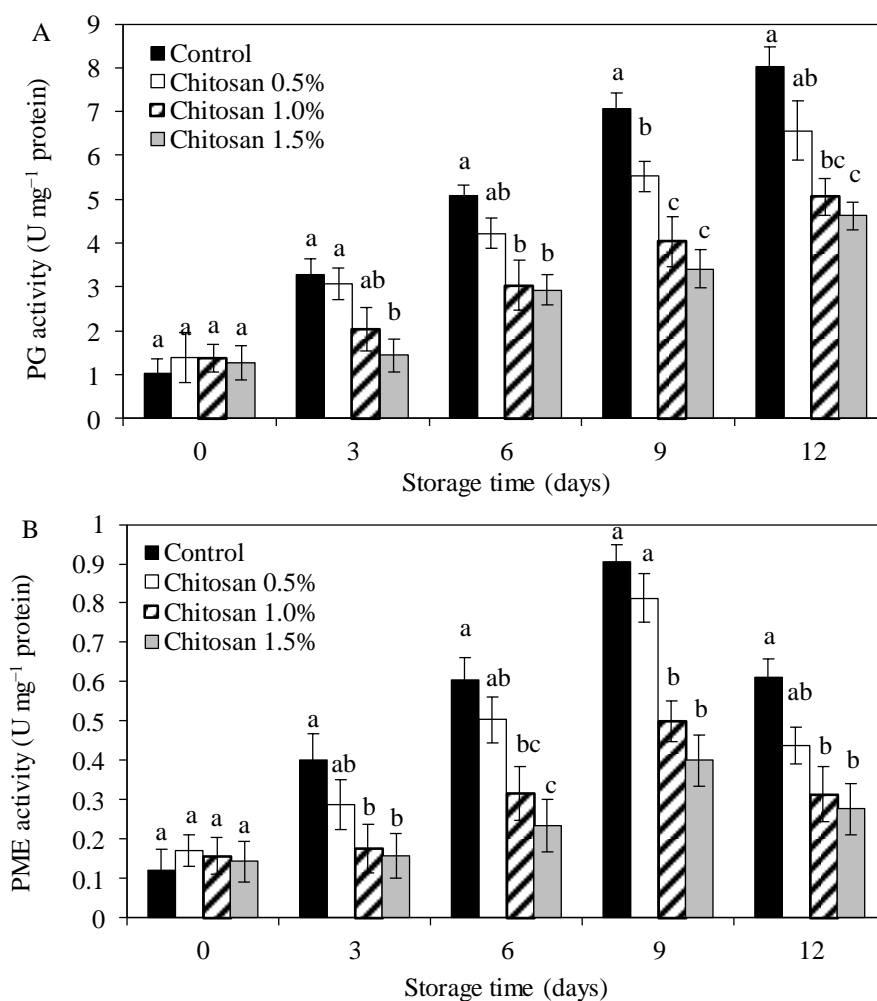 A
PG activity (U mg⁻¹ protein)
9
8
7
6
5
4
3
2
1
0
Control
Chitosan 0.5%
Chitosan 1.0%
Chitosan 1.5%
a a a a
a a ab b
a ab b b
a b c c
a ab bc c
0 3 6 9 12
Storage time (days)
B
PME activity (U mg⁻¹ protein)
1
0.9
0.8
0.7
0.6
0.5
0.4
0.3
0.2
0.1
0
Control
Chitosan 0.5%
Chitosan 1.0%
Chitosan 1.5%
a a a a
a ab b b
a ab bc c
a a b b
a ab b b
0 3 6 9 12
Storage time (days)